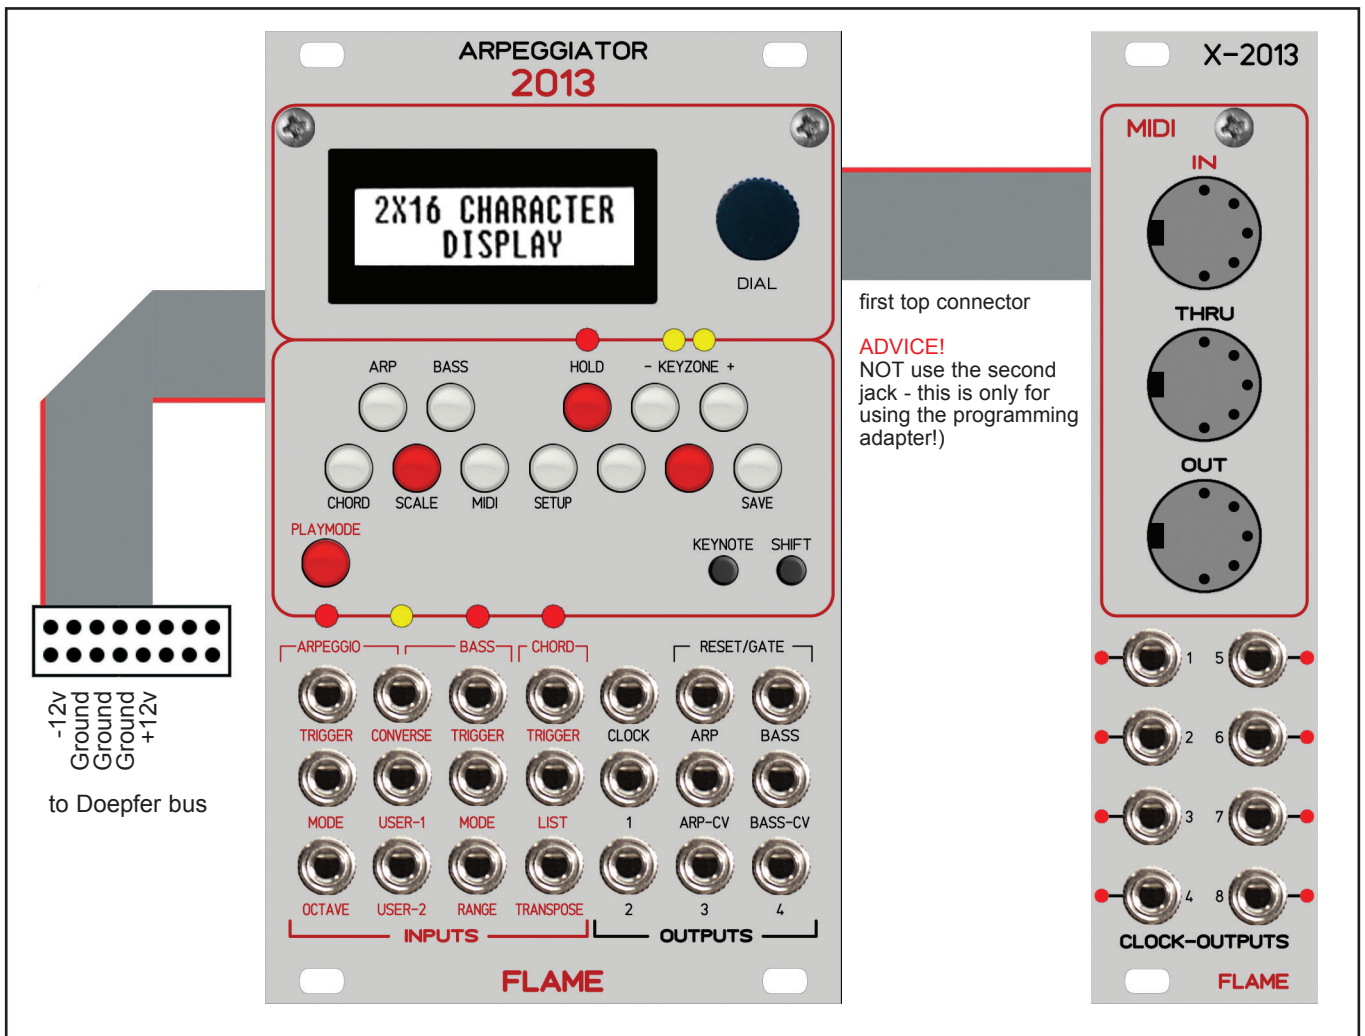 ARPEGGIATOR
2013
2X16 CHARACTER
DISPLAY
DIAL
ARP BASS HOLD - KEYZONE +
CHORD SCALE MIDI SETUP SAVE
PLAYMODE
KEYNOTE SHIFT
ARPEGGIO BASS CHORD RESET/GATE
TRIGGER CONVERSE TRIGGER TRIGGER CLOCK ARP BASS
MODE USER-1 MODE LIST 1 ARP-CV BASS-CV
OCTAVE USER-2 RANGE TRANSPOSE 2 3 4
INPUTS OUTPUTS
FLAME
-12v
Ground
Ground
Ground
+12v
to Doepfer bus
first top connector
ADVICE!
NOT use the second
jack - this is only for
using the programming
adapter!)
X-2013
MIDI
IN
THRU
OUT
1 5
2 6
3 7
4 8
CLOCK-OUTPUTS
FLAME